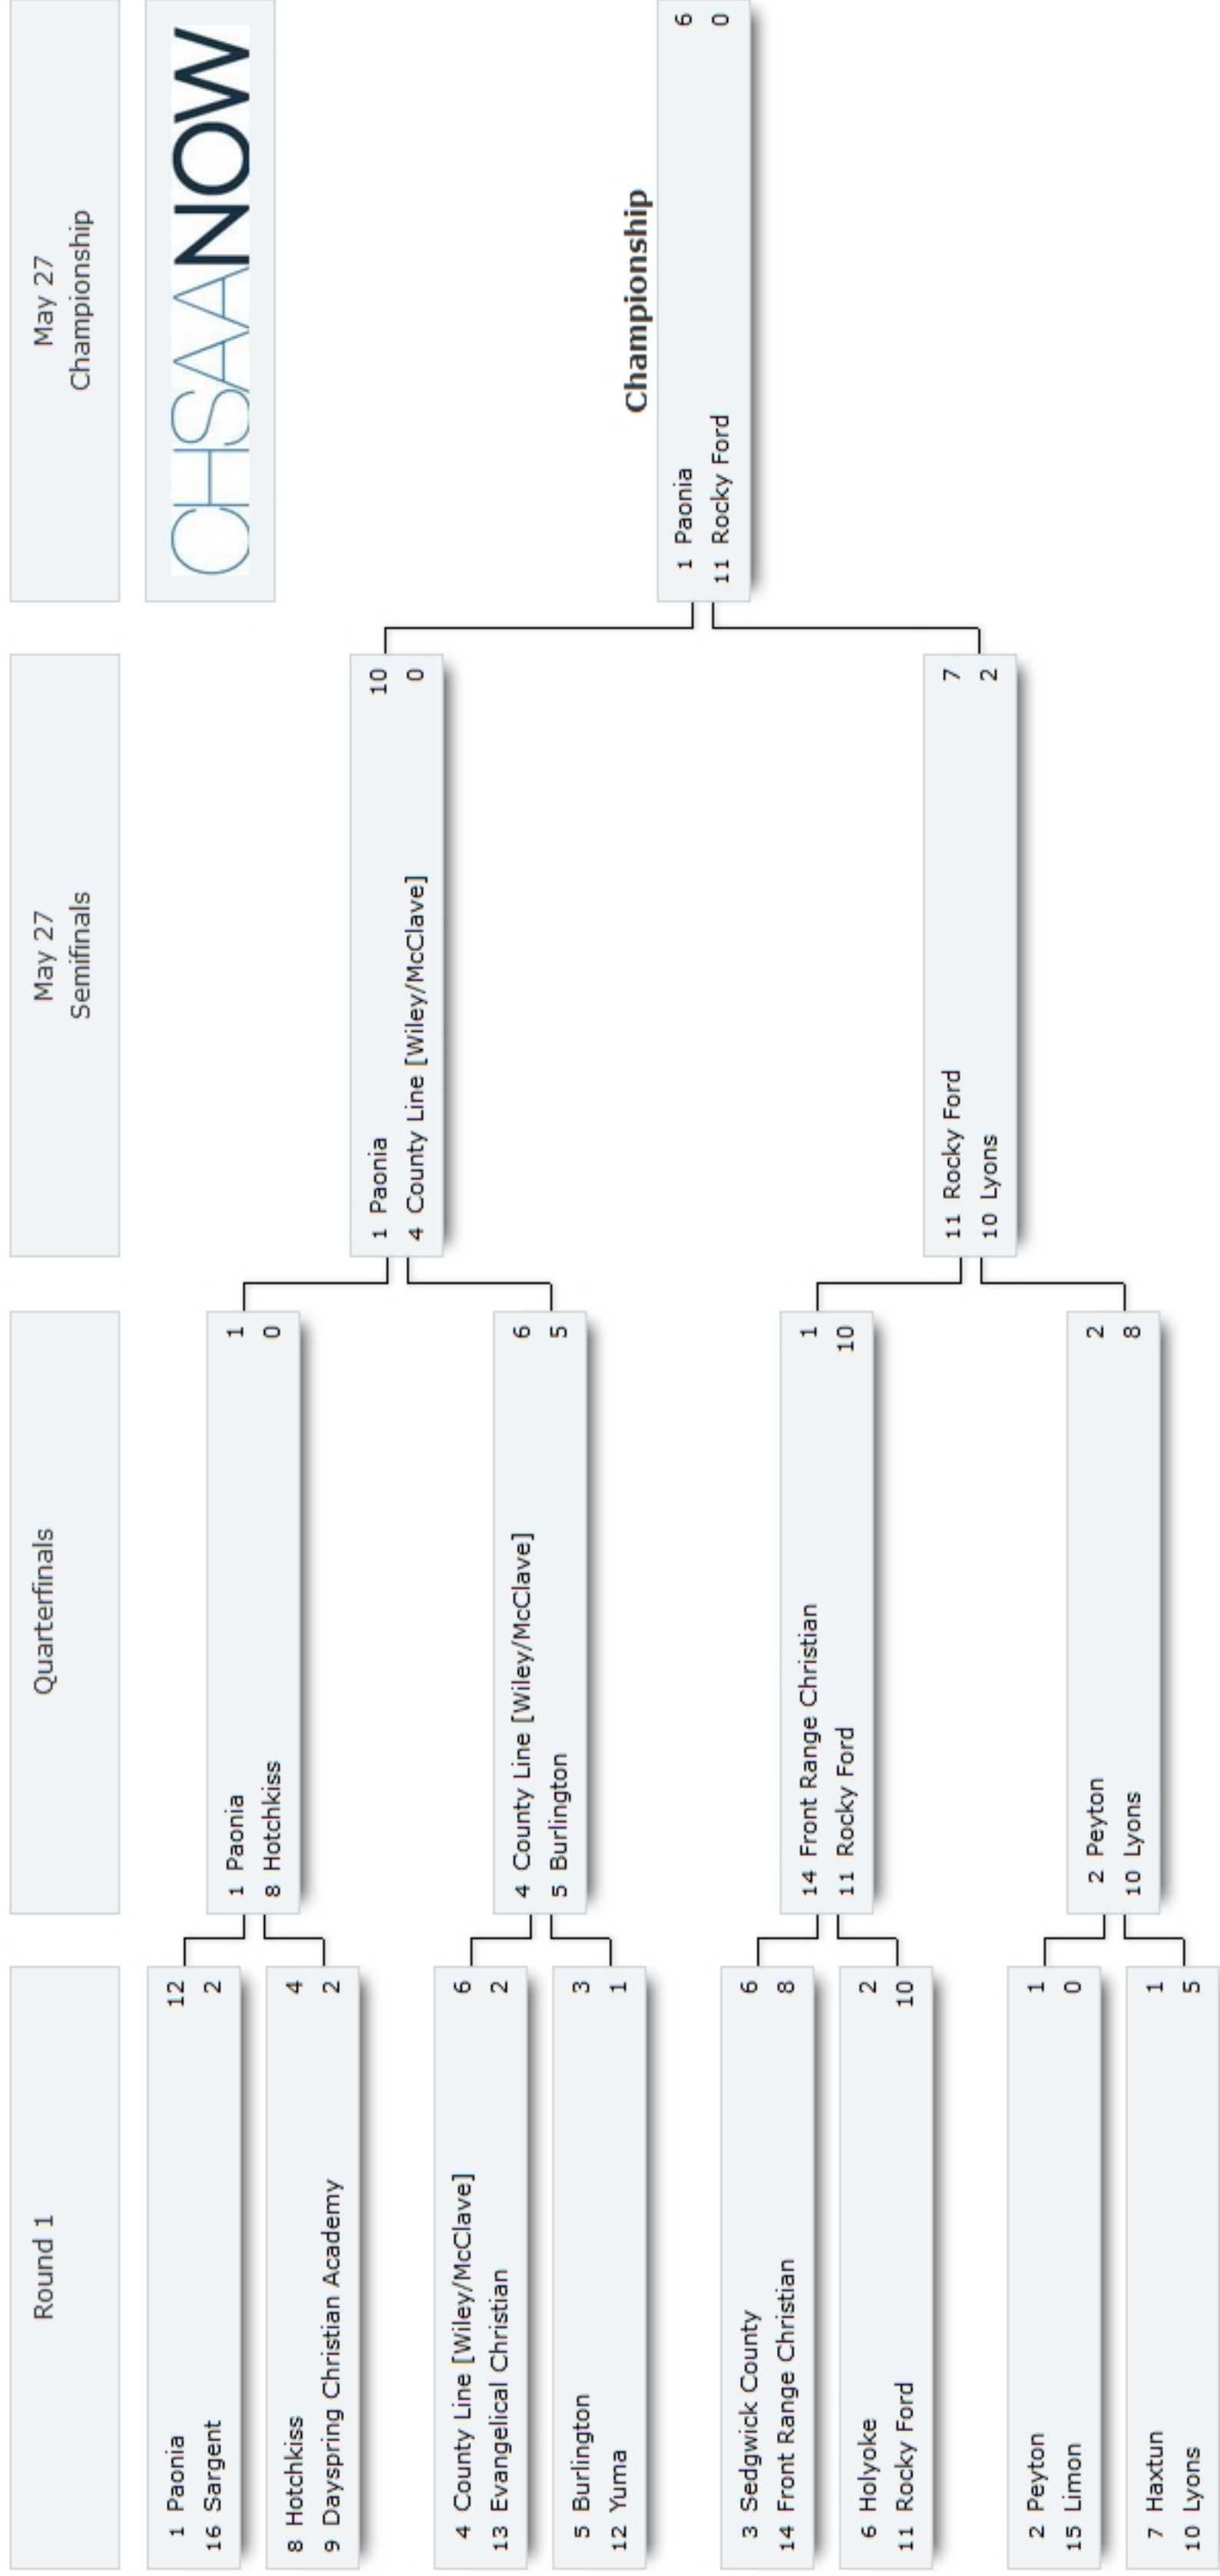 Round 1
Quarterfinals
May 27
Semifinals
May 27
Championship
CHSAANOW
1 Paonia 12
16 Sargent 2
8 Hotchkiss 4
9 Dayspring Christian Academy 2
4 County Line [Wiley/McClave] 6
13 Evangelical Christian 2
5 Burlington 3
12 Yuma 1
3 Sedgwick County 6
14 Front Range Christian 8
6 Holyoke 2
11 Rocky Ford 10
2 Peyton 1
15 Limon 0
7 Haxtun 1
10 Lyons 5
1 Paonia 1
8 Hotchkiss 0
4 County Line [Wiley/McClave] 6
5 Burlington 5
14 Front Range Christian 1
11 Rocky Ford 10
2 Peyton 2
10 Lyons 8
1 Paonia 10
4 County Line [Wiley/McClave] 0
11 Rocky Ford 7
10 Lyons 2
Championship
1 Paonia 6
11 Rocky Ford 0